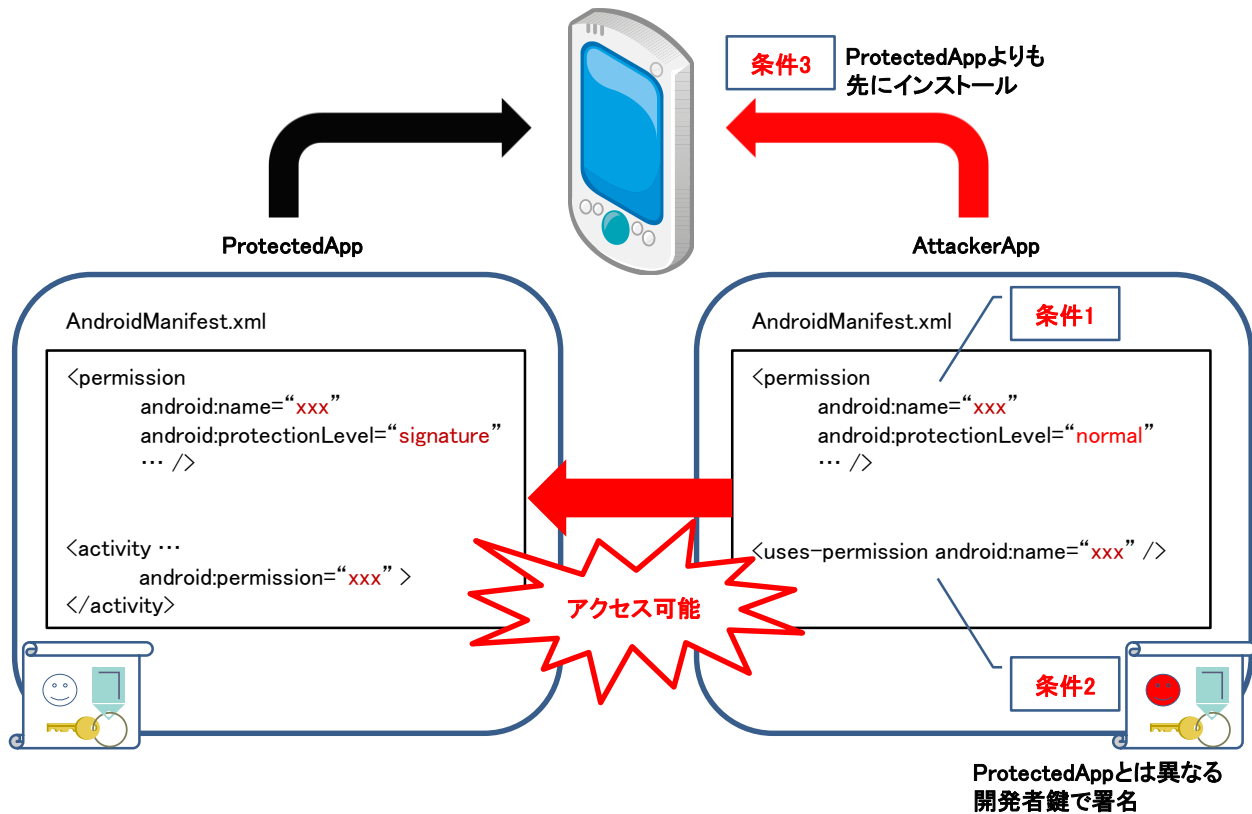 条件3
ProtectedAppよりも
先にインストール
ProtectedApp
AttackerApp
AndroidManifest.xml
<permission
android:name=“xxx”
android:protectionLevel=“signature”
… />
<activity …
android:permission=“xxx” >
</activity>
AndroidManifest.xml
条件1
<permission
android:name=“xxx”
android:protectionLevel=“normal”
… />
<uses-permission android:name=“xxx” />
アクセス可能
条件2
ProtectedAppとは異なる
開発者鍵で署名